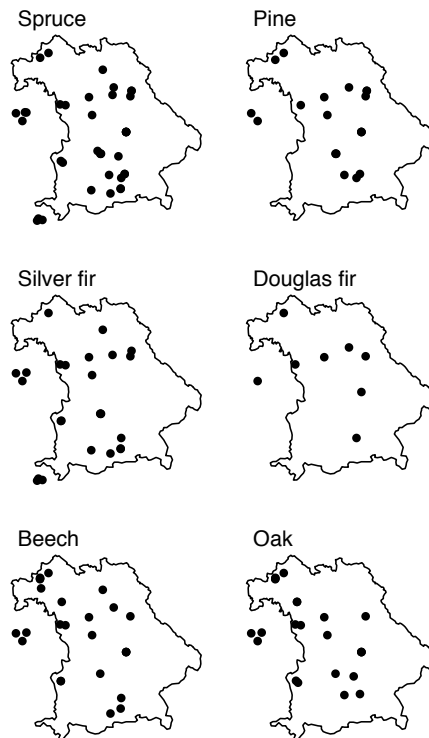 Spruce
Pine
Silver fir
Douglas fir
Beech
Oak